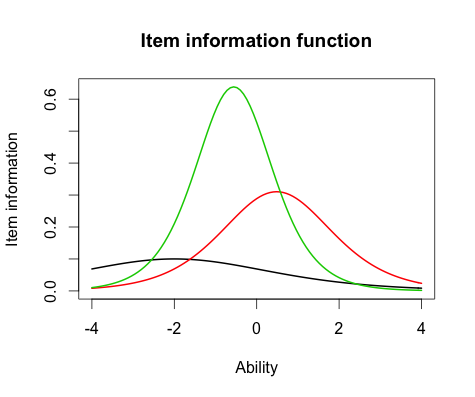 Item information function
Item information
0.6
0.4
0.2
0.0
-4 -2 0 2 4
Ability